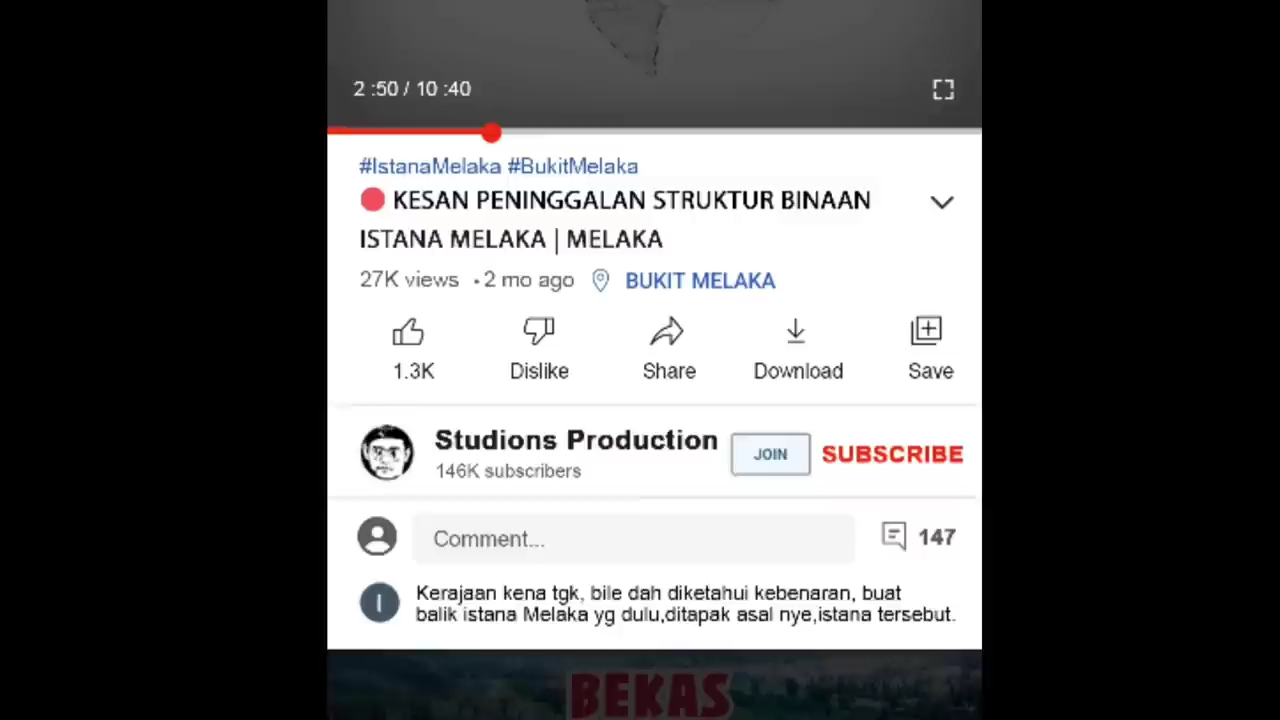 2 :50 / 10 :40
#IstanaMelaka #BukitMelaka
KESAN PENINGGALAN STRUKTUR BINAAN
ISTANA MELAKA | MELAKA
27K views • 2 mo ago BUKIT MELAKA
1.3K Dislike Share Download Save
Studions Production
146K subscribers
JOIN SUBSCRIBE
Comment... 147
I
Kerajaan kena tgk, bile dah diketahui kebenaran, buat
balik istana Melaka yg dulu,ditapak asal nye,istana tersebut.
BEKAS